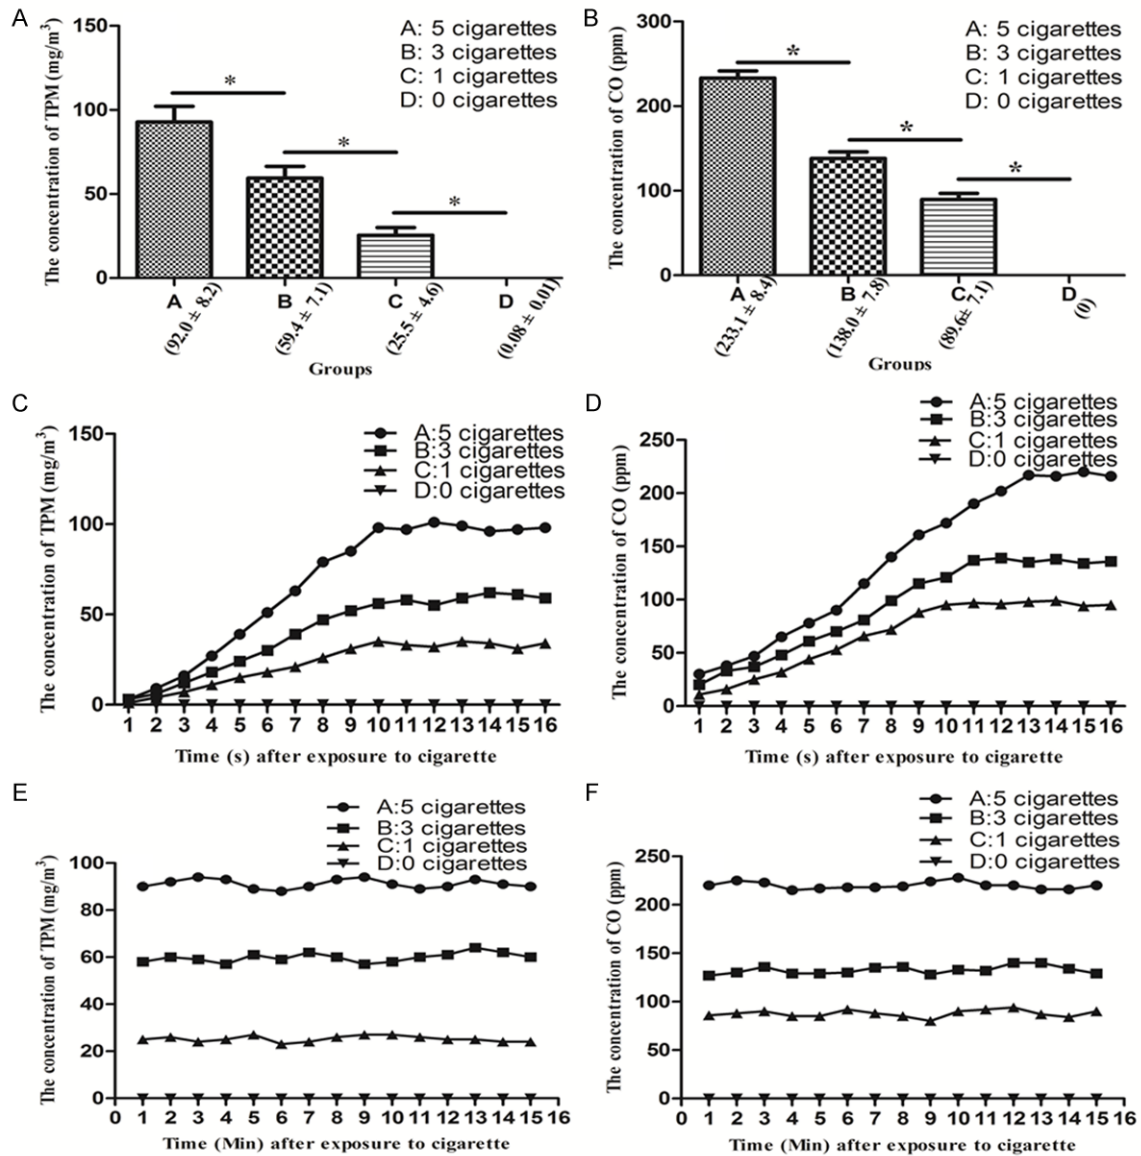 A
The concentration of TPM (mg/m³)
150
100
50
0
A: 5 cigarettes
B: 3 cigarettes
C: 1 cigarettes
D: 0 cigarettes
*
*
*
A B C D
(92.0 ± 8.2) (59.4 ± 7.1) (25.5 ± 4.6) (0.08 ± 0.01)
Groups
B
The concentration of CO (ppm)
300
200
100
0
A: 5 cigarettes
B: 3 cigarettes
C: 1 cigarettes
D: 0 cigarettes
*
*
*
A B C D
(233.1 ± 8.4) (138.0 ± 7.8) (89.6± 7.1) (0)
Groups
C
The concentration of TPM (mg/m³)
150
100
50
0
A:5 cigarettes
B:3 cigarettes
C:1 cigarettes
D:0 cigarettes
1 2 3 4 5 6 7 8 9 10 11 12 13 14 15 16
Time (s) after exposure to cigarette
D
The concentration of CO (ppm)
250
200
150
100
50
0
A:5 cigarettes
B:3 cigarettes
C:1 cigarettes
D:0 cigarettes
1 2 3 4 5 6 7 8 9 10 11 12 13 14 15 16
Time (s) after exposure to cigarette
E
The concentration of TPM (mg/m³)
100
80
60
40
20
0
A:5 cigarettes
B:3 cigarettes
C:1 cigarettes
D:0 cigarettes
0 1 2 3 4 5 6 7 8 9 10 11 12 13 14 15 16
Time (Min) after exposure to cigarette
F
The concentration of CO (ppm)
250
200
150
100
50
0
A:5 cigarettes
B:3 cigarettes
C:1 cigarettes
D:0 cigarettes
0 1 2 3 4 5 6 7 8 9 10 11 12 13 14 15 16
Time (Min) after exposure to cigarette